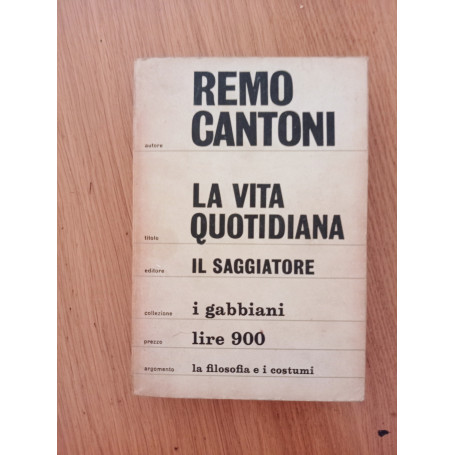 REMO
autore CANTONI
LA VITA
titolo QUOTIDIANA
editore IL SAGGIATORE
collezione i gabbiani
prezzo lire 900
argomento la filosofia e i costumi